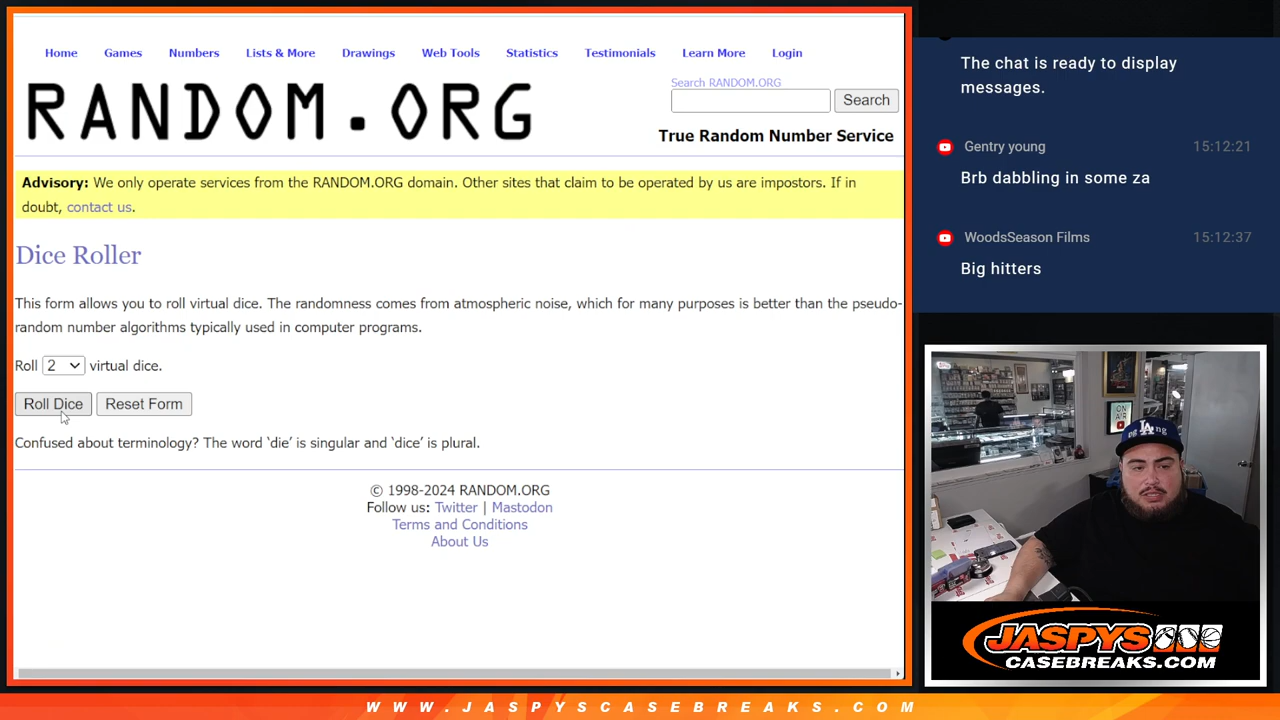 Home Games Numbers Lists & More Drawings Web Tools Statistics Testimonials Learn More Login
RANDOM.ORG
Search RANDOM.ORG
Search
True Random Number Service
Advisory: We only operate services from the RANDOM.ORG domain. Other sites that claim to be operated by us are impostors. If in
doubt, contact us.
Dice Roller
This form allows you to roll virtual dice. The randomness comes from atmospheric noise, which for many purposes is better than the pseudo-
random number algorithms typically used in computer programs.
Roll 2 virtual dice.
Roll Dice Reset Form
Confused about terminology? The word ‘die’ is singular and ‘dice’ is plural.
© 1998-2024 RANDOM.ORG
Follow us: Twitter | Mastodon
Terms and Conditions
About Us
The chat is ready to display
messages.
Gentry young 15:12:21
Brb dabbling in some za
WoodsSeason Films 15:12:37
Big hitters
ON
AIR
LA
JASPYS
CASEBREAKS.COM
WWW.JASPYSCASEBREAKS.COM